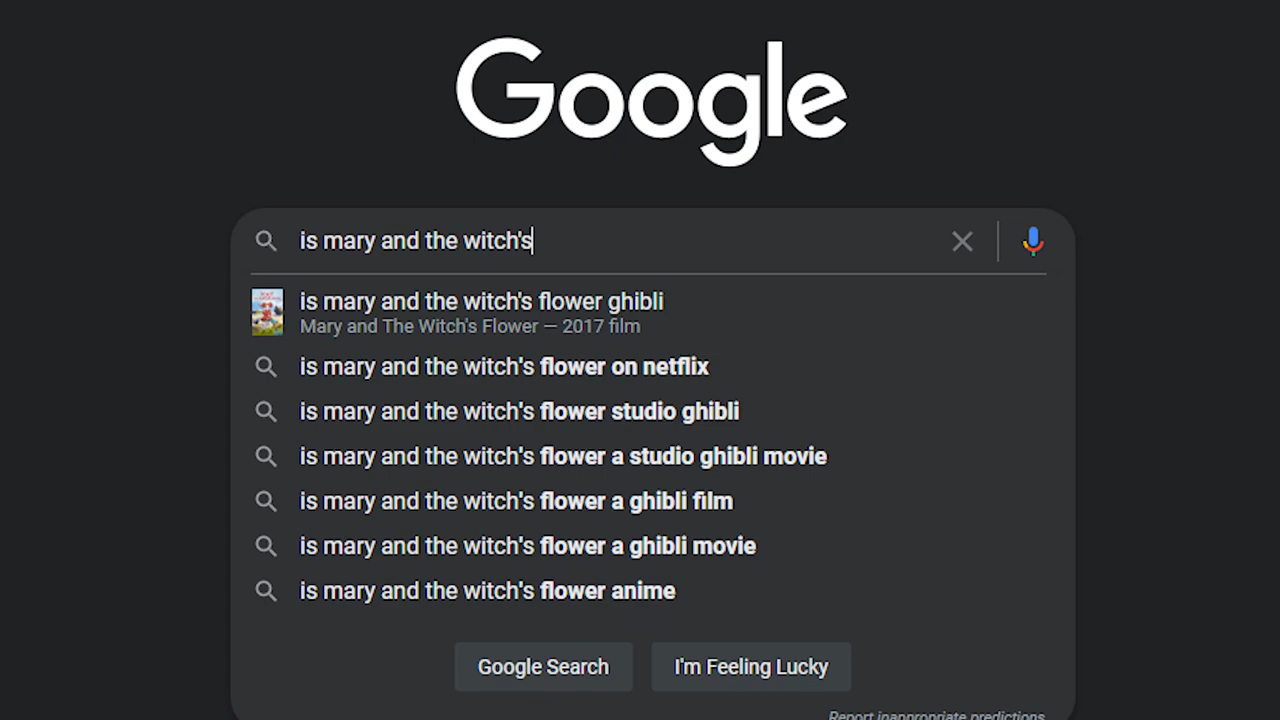 Google
is mary and the witch's
is mary and the witch's flower ghibli
Mary and The Witch's Flower — 2017 film
is mary and the witch's flower on netflix
is mary and the witch's flower studio ghibli
is mary and the witch's flower a studio ghibli movie
is mary and the witch's flower a ghibli film
is mary and the witch's flower a ghibli movie
is mary and the witch's flower anime
Google Search
I'm Feeling Lucky
Report inappropriate predictions